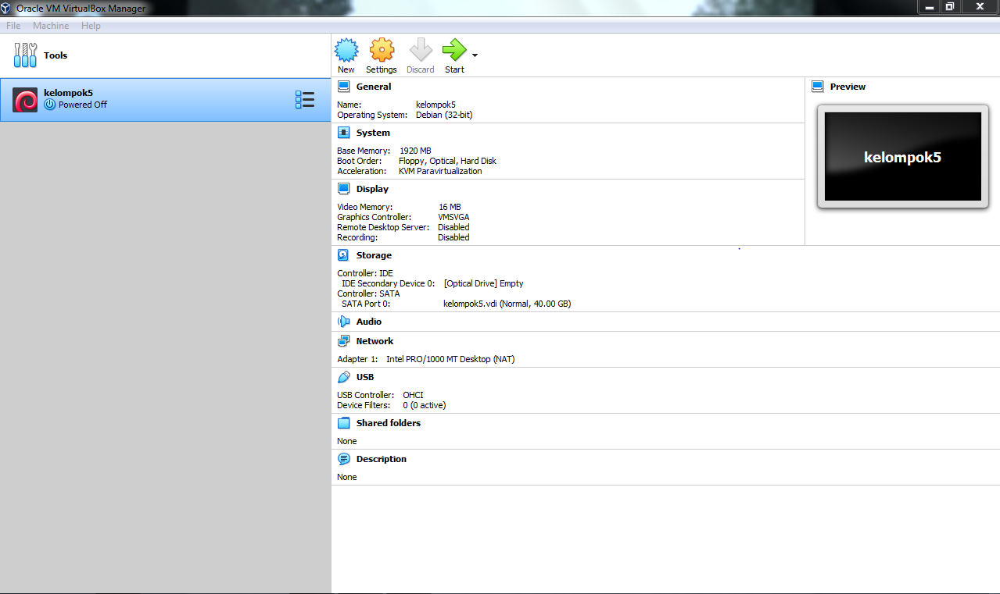 Oracle VM VirtualBox Manager
File Machine Help
Tools
kelompok5
Powered Off
New Settings Discard Start
General
Name: kelompok5
Operating System: Debian (32-bit)
System
Base Memory: 1920 MB
Boot Order: Floppy, Optical, Hard Disk
Acceleration: KVM Paravirtualization
Display
Video Memory: 16 MB
Graphics Controller: VMSVGA
Remote Desktop Server: Disabled
Recording: Disabled
Preview
kelompok5
Storage
Controller: IDE
IDE Secondary Device 0: [Optical Drive] Empty
Controller: SATA
SATA Port 0: kelompok5.vdi (Normal, 40.00 GB)
Audio
Network
Adapter 1: Intel PRO/1000 MT Desktop (NAT)
USB
USB Controller: OHCI
Device Filters: 0 (0 active)
Shared folders
None
Description
None